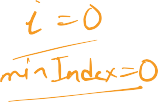 i = 0
minIndex = 0